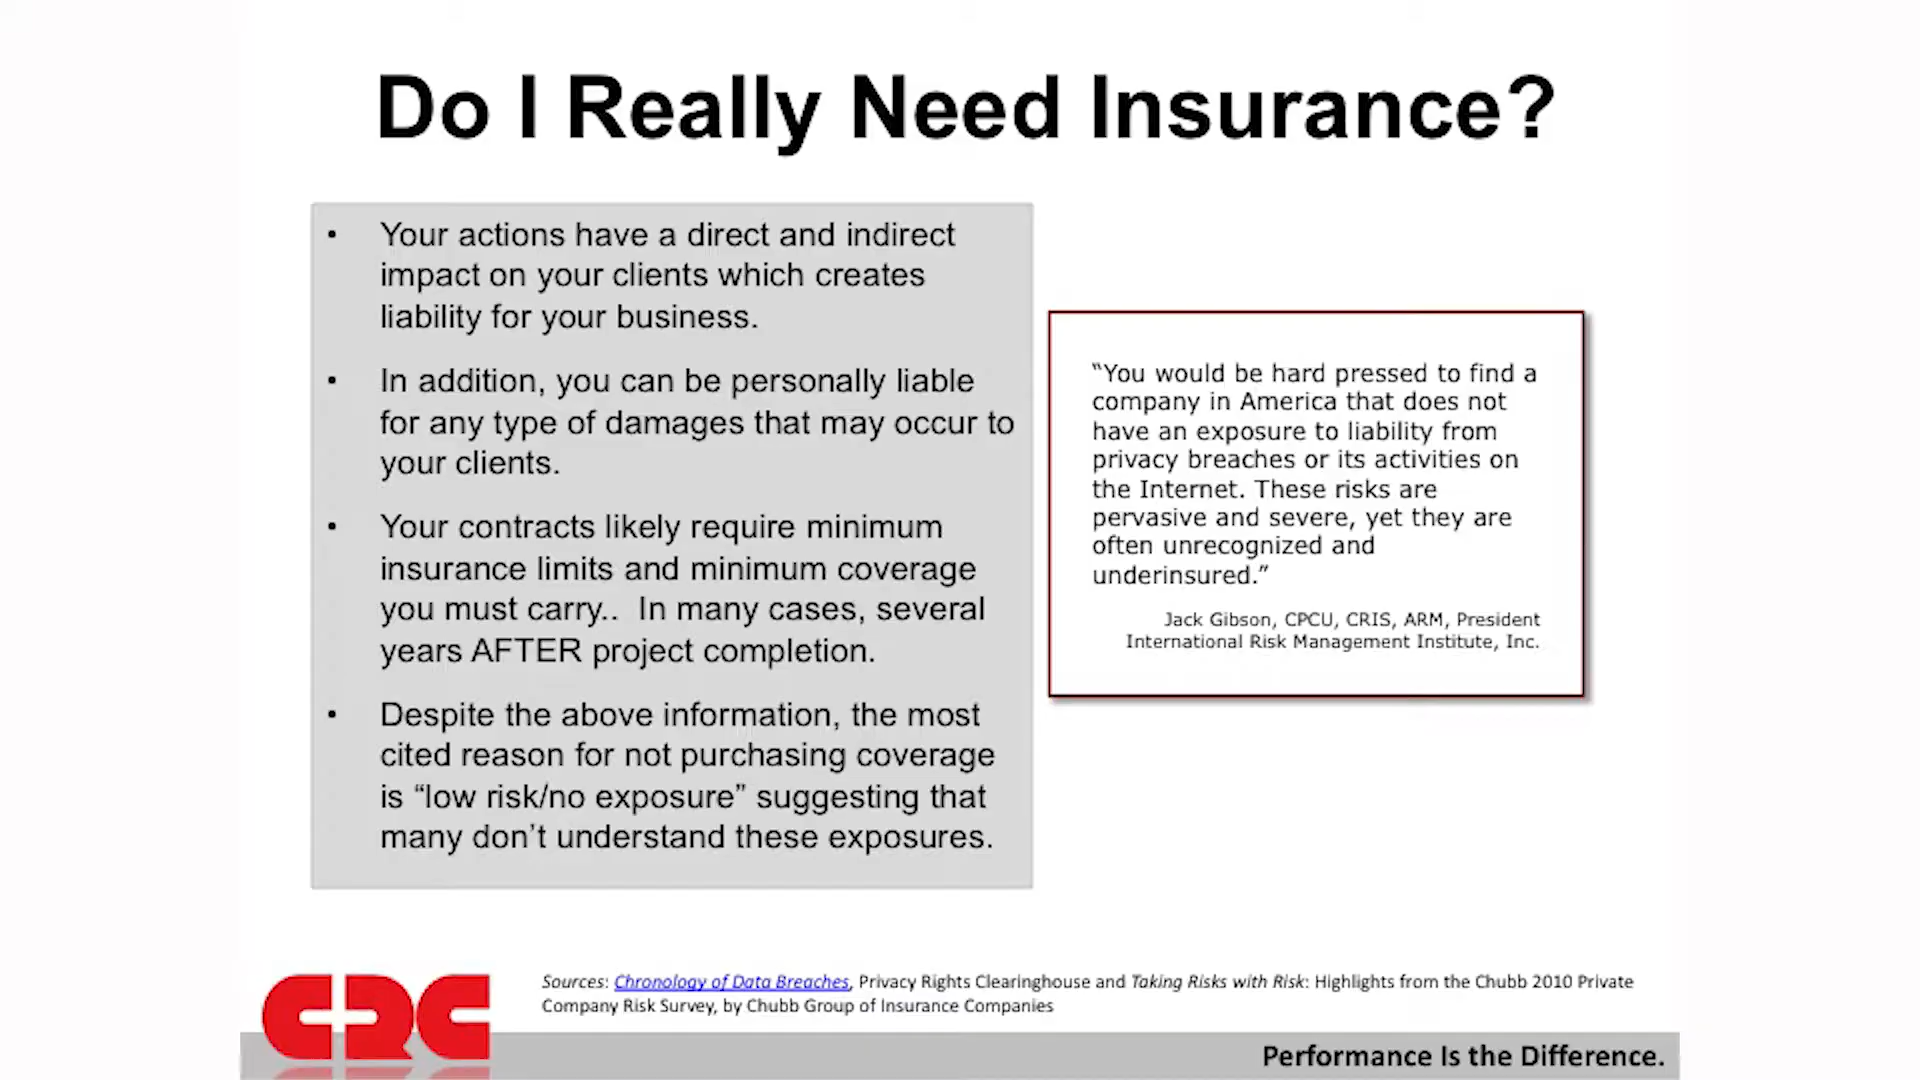 Do I Really Need Insurance?
• Your actions have a direct and indirect
impact on your clients which creates
liability for your business.
• In addition, you can be personally liable
for any type of damages that may occur to
your clients.
• Your contracts likely require minimum
insurance limits and minimum coverage
you must carry..  In many cases, several
years AFTER project completion.
• Despite the above information, the most
cited reason for not purchasing coverage
is “low risk/no exposure” suggesting that
many don’t understand these exposures.
“You would be hard pressed to find a
company in America that does not
have an exposure to liability from
privacy breaches or its activities on
the Internet. These risks are
pervasive and severe, yet they are
often unrecognized and
underinsured.”
Jack Gibson, CPCU, CRIS, ARM, President
International Risk Management Institute, Inc.
Sources: Chronology of Data Breaches, Privacy Rights Clearinghouse and Taking Risks with Risk: Highlights from the Chubb 2010 Private
Company Risk Survey, by Chubb Group of Insurance Companies
CRC
Performance Is the Difference.